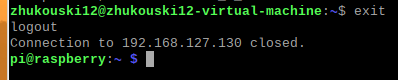 zhukouski12@zhukouski12-virtual-machine:~$ exit
logout
Connection to 192.168.127.130 closed.
pi@raspberry:~ $